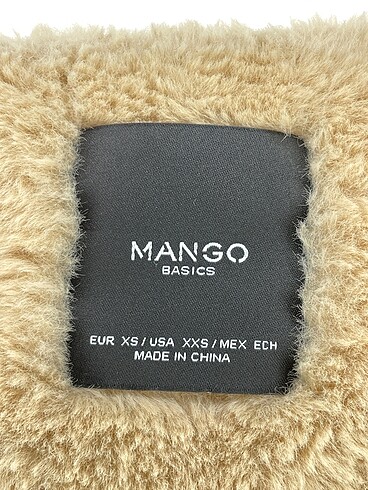 MANGO
BASICS
EUR XS / USA XXS / MEX ECH
MADE IN CHINA